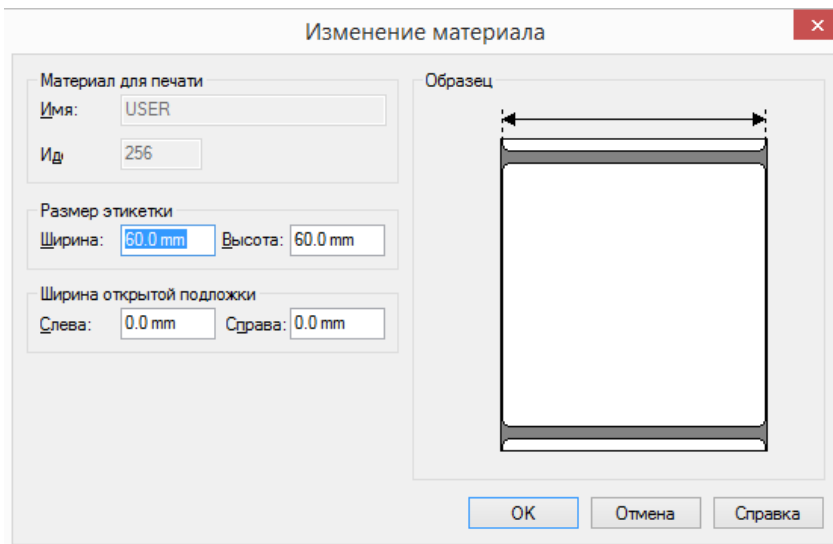 Изменение материала
Материал для печати
Имя: USER
Ид 256
Размер этикетки
Ширина: 60.0 mm Высота: 60.0 mm
Ширина открытой подложки
Слева: 0.0 mm Справа: 0.0 mm
Образец
OK Отмена Справка